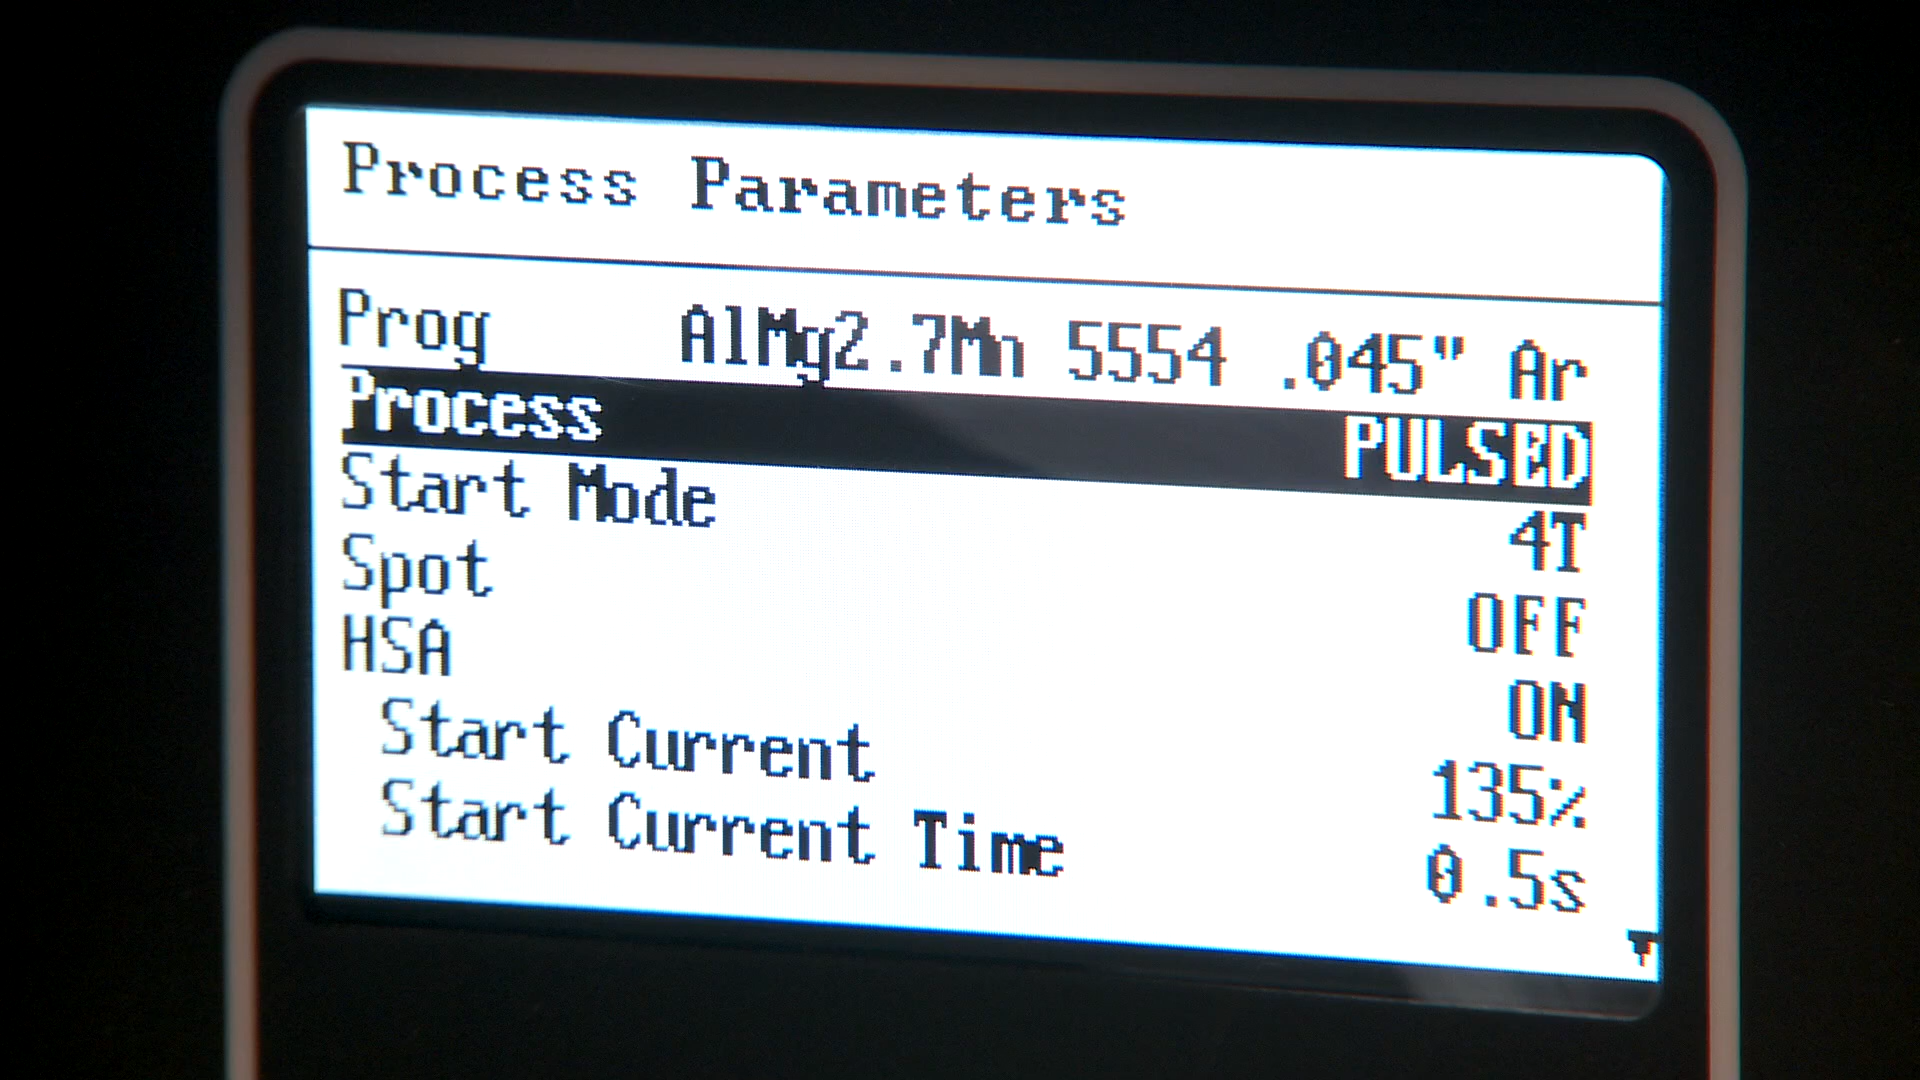 Process Parameters
Prog AlMg2.7Mn 5554 .045" Ar
Process PULSED
Start Mode 4T
Spot OFF
HSA ON
Start Current 135%
Start Current Time 0.5s